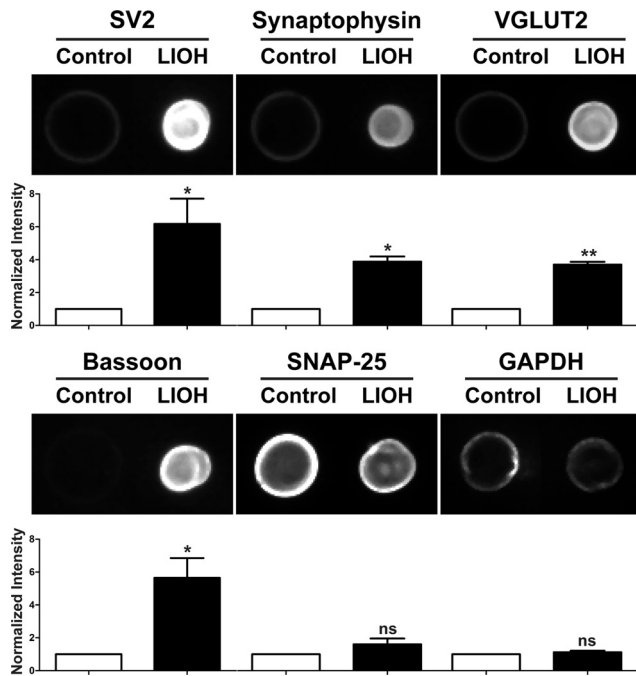 SV2 Synaptophysin VGLUT2
Control LIOH Control LIOH Control LIOH
Normalized Intensity
8
6
4
2
0
* * **
Bassoon SNAP-25 GAPDH
Control LIOH Control LIOH Control LIOH
Normalized Intensity
8
6
4
2
0
* ns ns